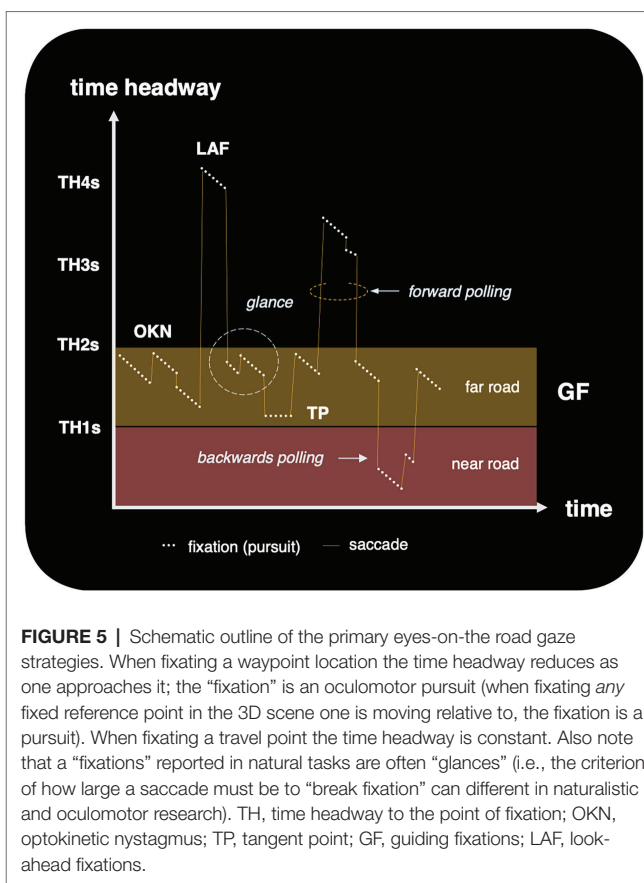 time headway
LAF
TH4s
TH3s
glance
forward polling
OKN
TH2s
far road
GF
TP
TH1s
backwards polling
near road
time
fixation (pursuit)
saccade
FIGURE 5 | Schematic outline of the primary eyes-on-the road gaze
strategies. When fixating a waypoint location the time headway reduces as
one approaches it; the “fixation” is an oculomotor pursuit (when fixating any
fixed reference point in the 3D scene one is moving relative to, the fixation is a
pursuit). When fixating a travel point the time headway is constant. Also note
that a “fixations” reported in natural tasks are often “glances” (i.e., the criterion
of how large a saccade must be to “break fixation” can different in naturalistic
and oculomotor research). TH, time headway to the point of fixation; OKN,
optokinetic nystagmus; TP, tangent point; GF, guiding fixations; LAF, look-
ahead fixations.